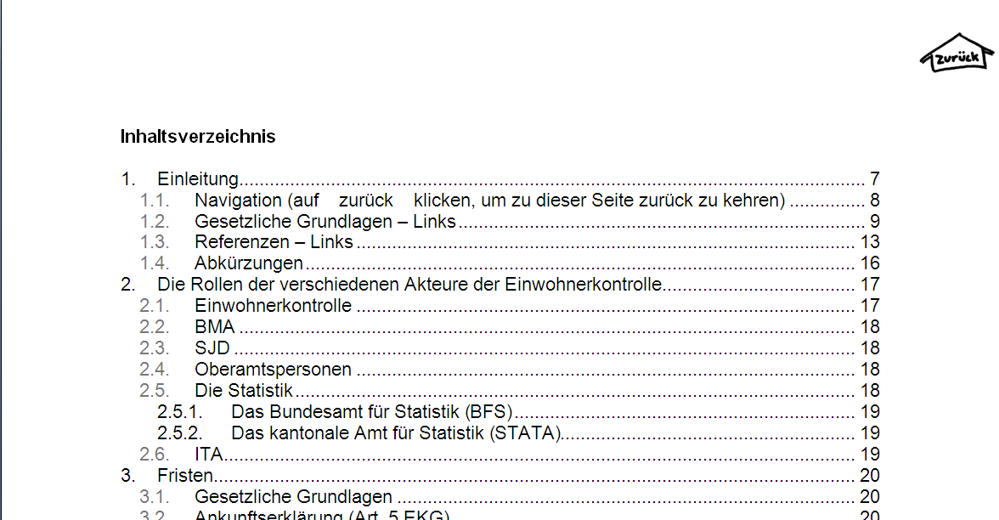 zurück
Inhaltsverzeichnis
1. Einleitung 7
1.1. Navigation (auf zurück klicken, um zu dieser Seite zurück zu kehren) 8
1.2. Gesetzliche Grundlagen – Links 9
1.3. Referenzen – Links 13
1.4. Abkürzungen 16
2. Die Rollen der verschiedenen Akteure der Einwohnerkontrolle 17
2.1. Einwohnerkontrolle 17
2.2. BMA 18
2.3. SJD 18
2.4. Oberamtspersonen 18
2.5. Die Statistik 18
2.5.1. Das Bundesamt für Statistik (BFS) 19
2.5.2. Das kantonale Amt für Statistik (STATA) 19
2.6. ITA 19
3. Fristen 20
3.1. Gesetzliche Grundlagen 20
3.2. Ankunftserklärung (Art. 5 EKG) 20